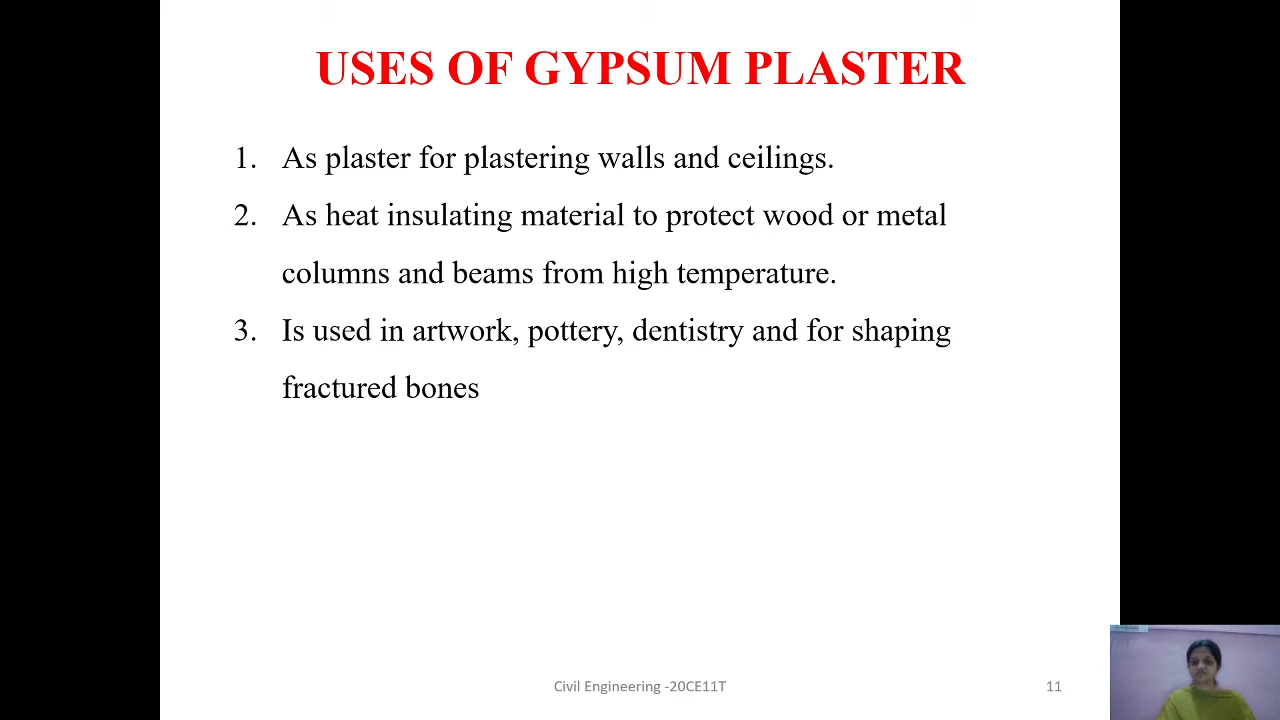 USES OF GYPSUM PLASTER
1. As plaster for plastering walls and ceilings.
2. As heat insulating material to protect wood or metal
columns and beams from high temperature.
3. Is used in artwork, pottery, dentistry and for shaping
fractured bones
Civil Engineering -20CE11T
11